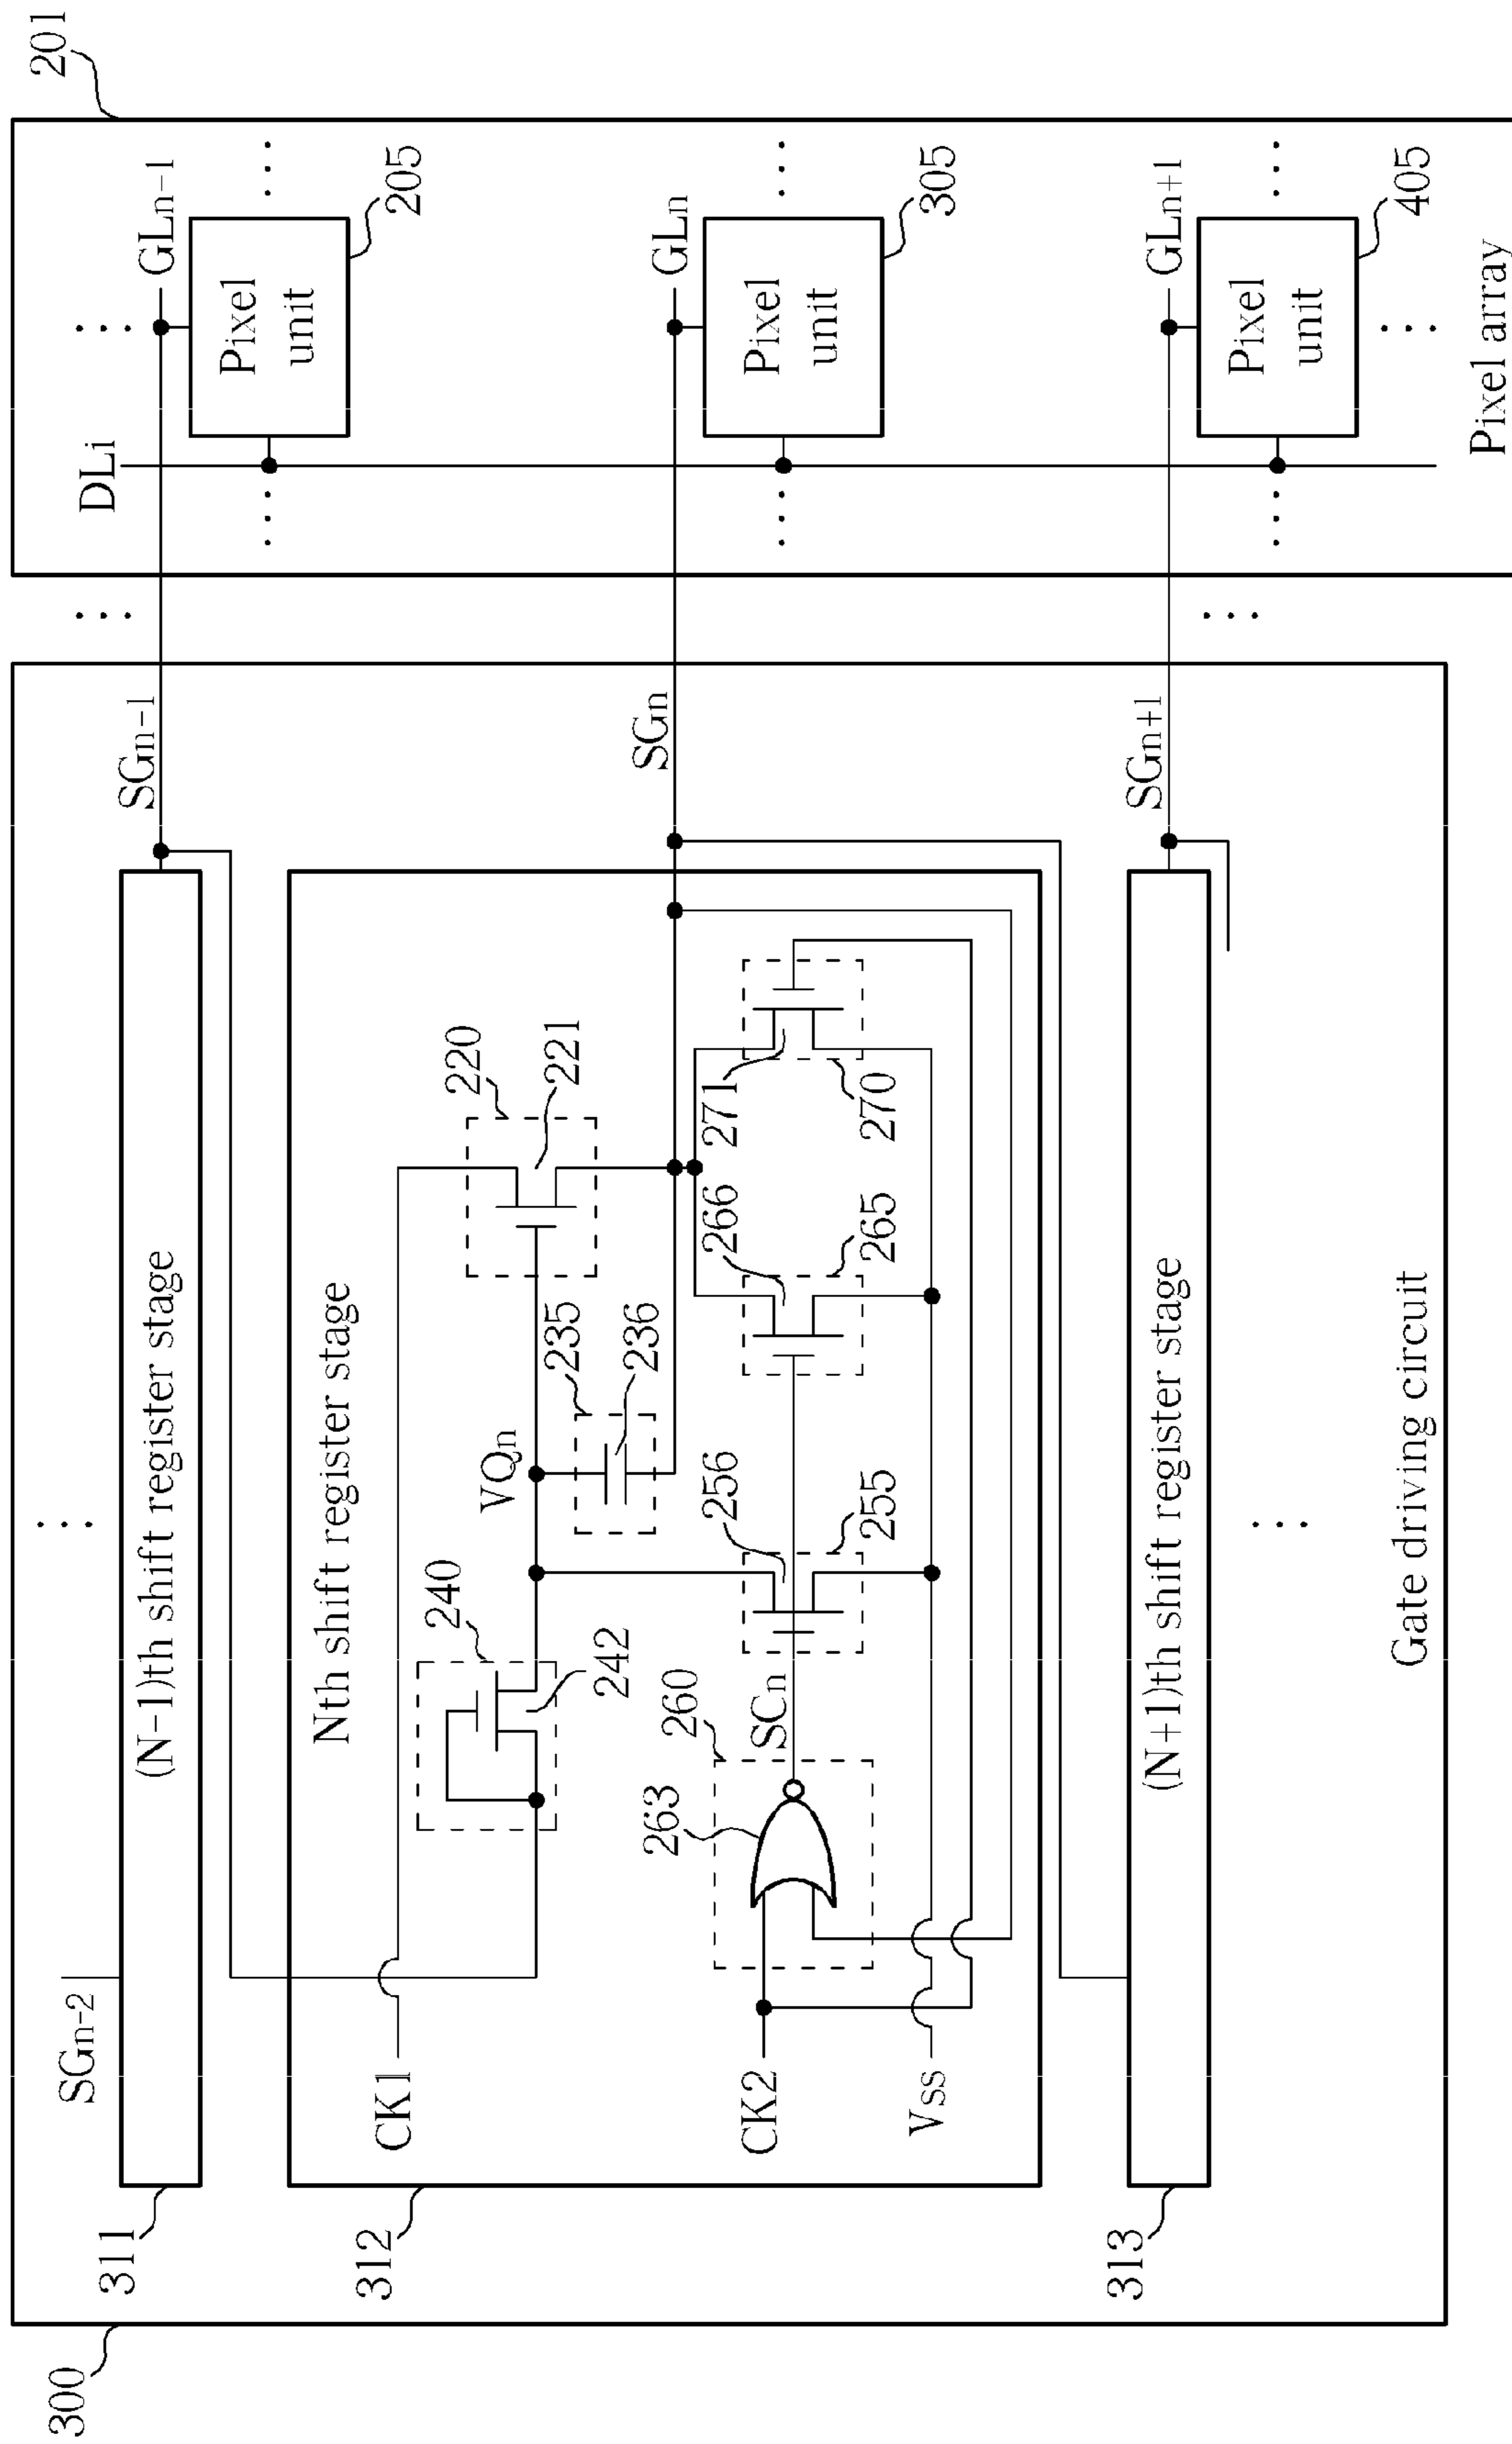 300
311
SGn-2
(N-1)th shift register stage
SGn-1
GLn-1
201
DLi
Pixel
unit
205
312
Nth shift register stage
CK1
240
242
VQn
235
236
220
221
SGn
GLn
Pixel
unit
305
263
260
SCn
CK2
256
255
266
265
271
270
Vss
313
(N+1)th shift register stage
SGn+1
GLn+1
Pixel
unit
405
Gate driving circuit
Pixel array